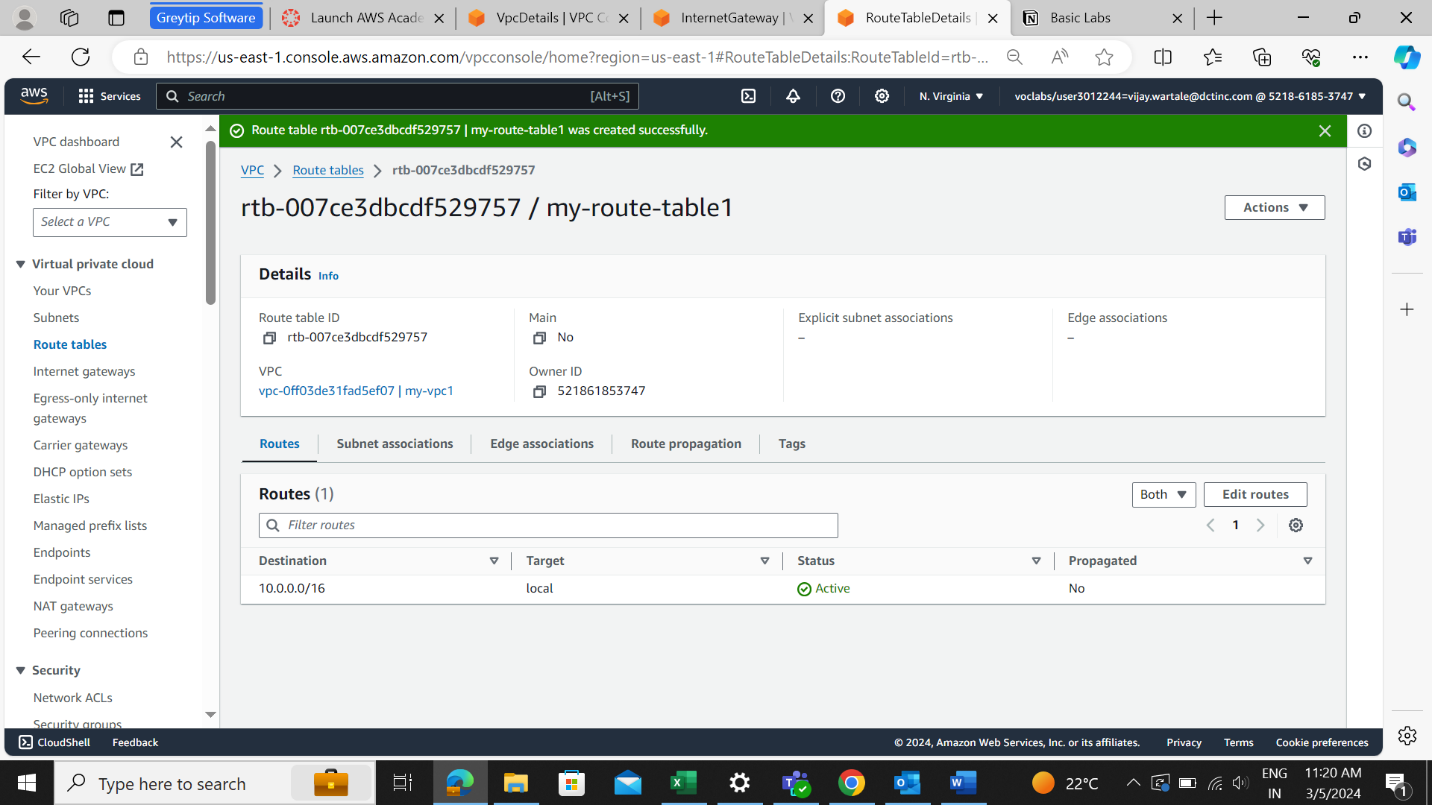 Greytip Software
Launch AWS Acade
VpcDetails | VPC Co
InternetGateway | V
RouteTableDetails |
Basic Labs
https://us-east-1.console.aws.amazon.com/vpcconsole/home?region=us-east-1#RouteTableDetails:RouteTableId=rtb-...
aws
Services
Search
[Alt+S]
N. Virginia
voclabs/user3012244=vijay.wartale@dctinc.com @ 5218-6185-3747
VPC dashboard
EC2 Global View
Filter by VPC:
Select a VPC
Virtual private cloud
Your VPCs
Subnets
Route tables
Internet gateways
Egress-only internet
gateways
Carrier gateways
DHCP option sets
Elastic IPs
Managed prefix lists
Endpoints
Endpoint services
NAT gateways
Peering connections
Security
Network ACLs
Security groups
Route table rtb-007ce3dbcdf529757 | my-route-table1 was created successfully.
VPC > Route tables > rtb-007ce3dbcdf529757
rtb-007ce3dbcdf529757 / my-route-table1
Actions
Details Info
Route table ID
rtb-007ce3dbcdf529757
Main
No
Explicit subnet associations
–
Edge associations
–
VPC
vpc-0ff03de31fad5ef07 | my-vpc1
Owner ID
521861853747
Routes
Subnet associations
Edge associations
Route propagation
Tags
Routes (1)
Both
Edit routes
Filter routes
1
Destination
Target
Status
Propagated
10.0.0.0/16
local
Active
No
CloudShell
Feedback
© 2024, Amazon Web Services, Inc. or its affiliates.
Privacy
Terms
Cookie preferences
Type here to search
22°C
ENG
IN
11:20 AM
3/5/2024
1